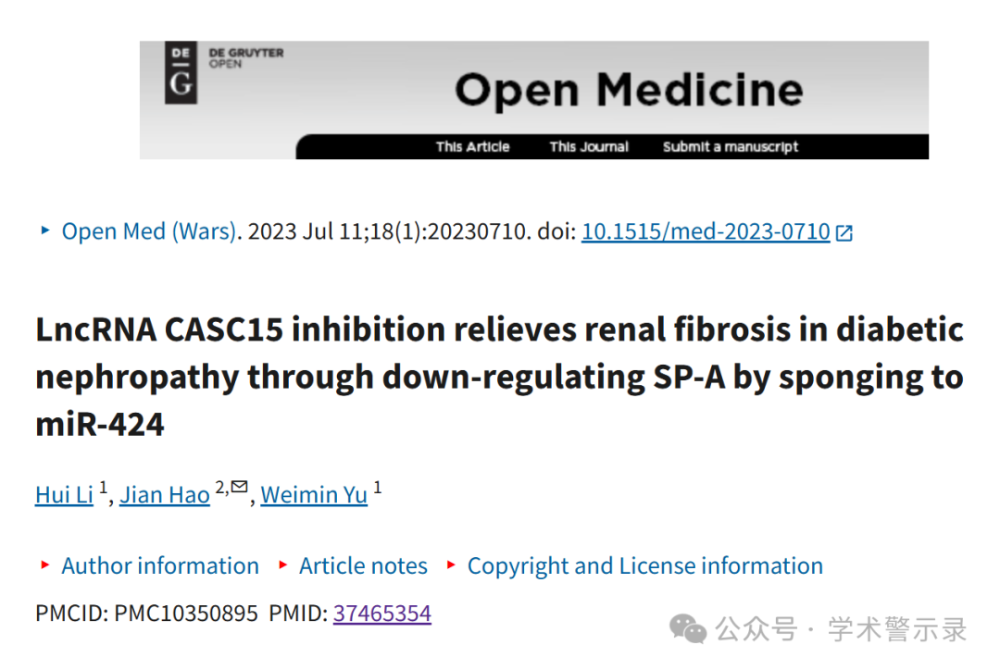 DE
G
DE GRUYTER
OPEN
Open Medicine
This Article This Journal Submit a manuscript
Open Med (Wars). 2023 Jul 11;18(1):20230710. doi: 10.1515/med-2023-0710
LncRNA CASC15 inhibition relieves renal fibrosis in diabetic
nephropathy through down-regulating SP-A by sponging to
miR-424
Hui Li 1, Jian Hao 2, Weimin Yu 1
Author information Article notes Copyright and License information
PMCID: PMC10350895 PMID: 37465354
公众号 · 学术警示录